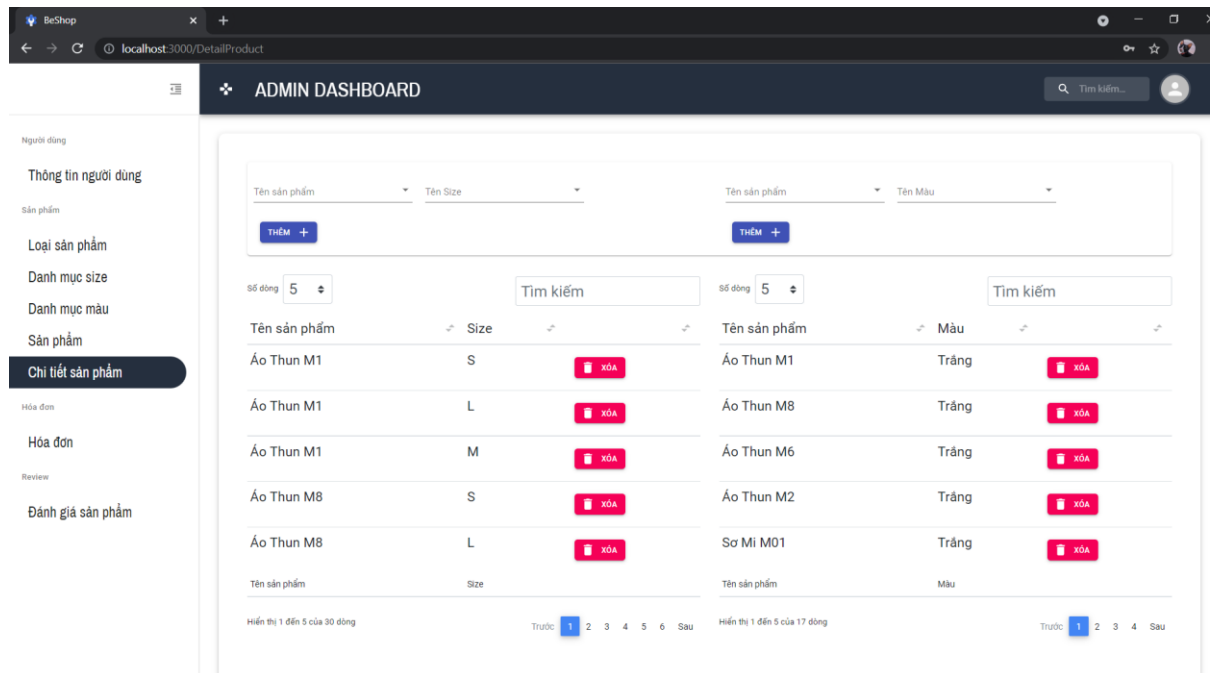 BeShop
localhost:3000/DetailProduct
ADMIN DASHBOARD
Tìm kiếm...
Người dùng
Thông tin người dùng
Sản phẩm
Loại sản phẩm
Danh mục size
Danh mục màu
Sản phẩm
Chi tiết sản phẩm
Hóa đơn
Hóa đơn
Review
Đánh giá sản phẩm
Tên sản phẩm Tên Size
THÊM +
Tên sản phẩm Tên Màu
THÊM +
Số dòng 5 Tìm kiếm
Tên sản phẩm Size
Áo Thun M1 S XÓA
Áo Thun M1 L XÓA
Áo Thun M1 M XÓA
Áo Thun M8 S XÓA
Áo Thun M8 L XÓA
Tên sản phẩm Size
Hiển thị 1 đến 5 của 30 dòng
Trước 1 2 3 4 5 6 Sau
Số dòng 5 Tìm kiếm
Tên sản phẩm Màu
Áo Thun M1 Trắng XÓA
Áo Thun M8 Trắng XÓA
Áo Thun M6 Trắng XÓA
Áo Thun M2 Trắng XÓA
Sơ Mi M01 Trắng XÓA
Tên sản phẩm Màu
Hiển thị 1 đến 5 của 17 dòng
Trước 1 2 3 4 Sau